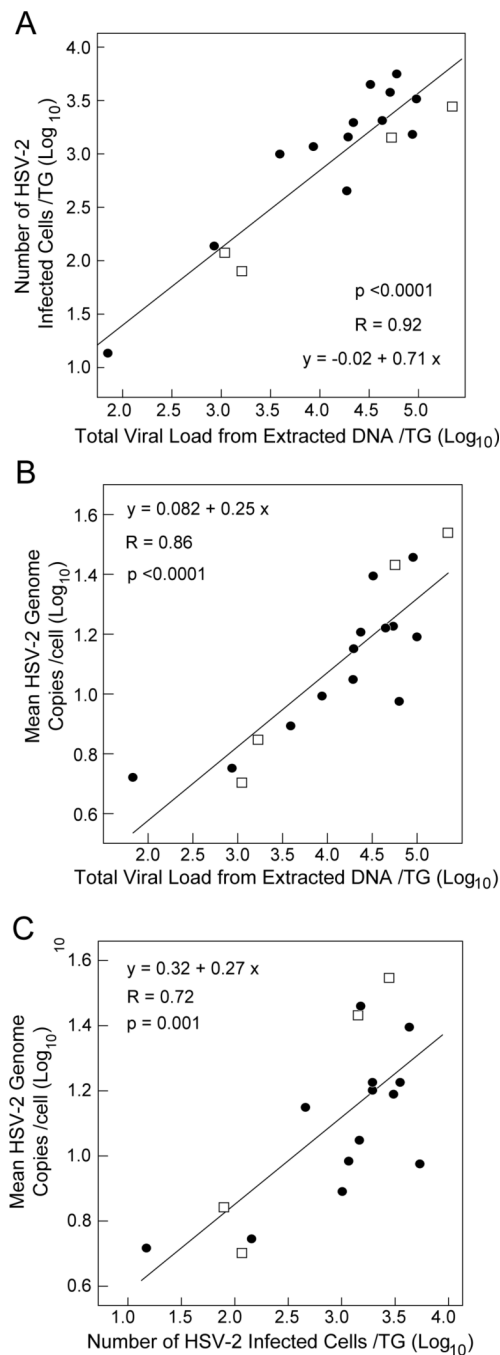 A
Number of HSV-2
Infected Cells /TG (Log10)
4.0
3.5
3.0
2.5
2.0
1.5
1.0
p <0.0001
R = 0.92
y = -0.02 + 0.71 x
2.0 2.5 3.0 3.5 4.0 4.5 5.0
Total Viral Load from Extracted DNA /TG (Log10)
B
Mean HSV-2 Genome
Copies /cell (Log10)
1.6
1.4
1.2
1.0
0.8
0.6
y = 0.082 + 0.25 x
R = 0.86
p <0.0001
2.0 2.5 3.0 3.5 4.0 4.5 5.0
Total Viral Load from Extracted DNA /TG (Log10)
C
Mean HSV-2 Genome
Copies /cell (Log10)
1.6
1.4
1.2
1.0
0.8
0.6
y = 0.32 + 0.27 x
R = 0.72
p = 0.001
1.0 1.5 2.0 2.5 3.0 3.5 4.0
Number of HSV-2 Infected Cells /TG (Log10)